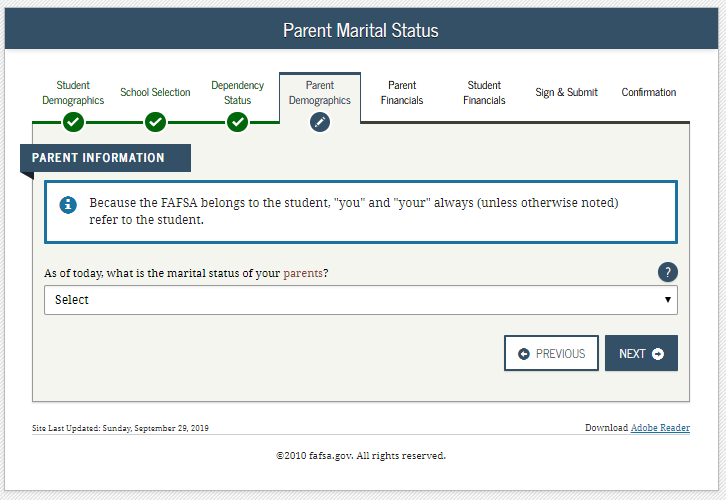 Parent Marital Status
Student Demographics
School Selection
Dependency Status
Parent Demographics
Parent Financials
Student Financials
Sign & Submit
Confirmation
PARENT INFORMATION
Because the FAFSA belongs to the student, "you" and "your" always (unless otherwise noted)
refer to the student.
As of today, what is the marital status of your parents?
?
Select
PREVIOUS
NEXT
Site Last Updated: Sunday, September 29, 2019
Download Adobe Reader
©2010 fafsa.gov. All rights reserved.